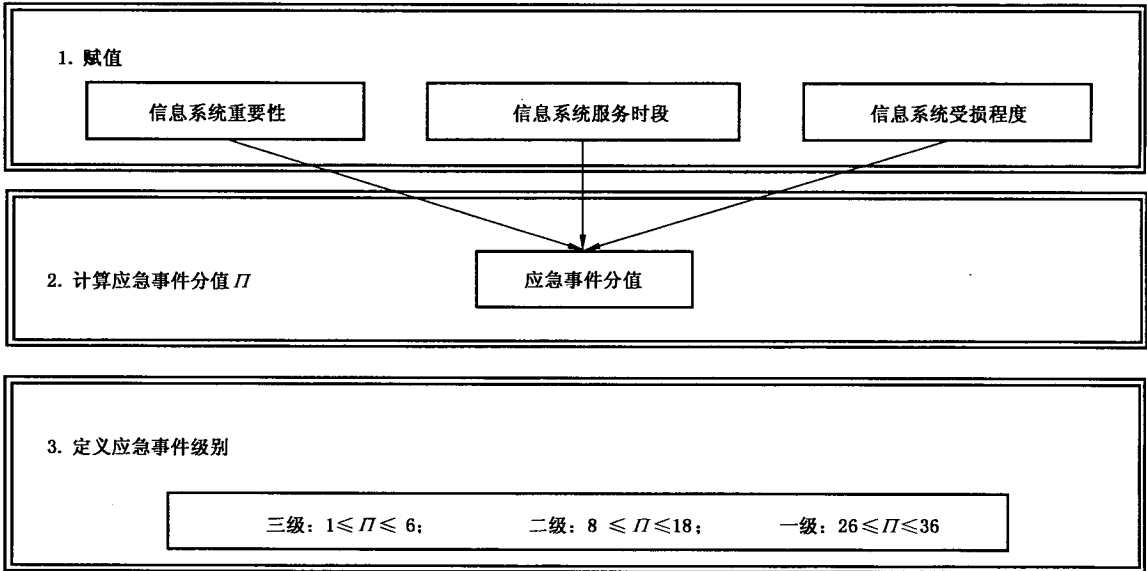 1. 赋值
信息系统重要性 信息系统服务时段 信息系统受损程度
2. 计算应急事件分值 Π 应急事件分值
3. 定义应急事件级别
三级：1≤Π≤ 6； 二级：8 ≤Π≤18； 一级：26≤Π≤36